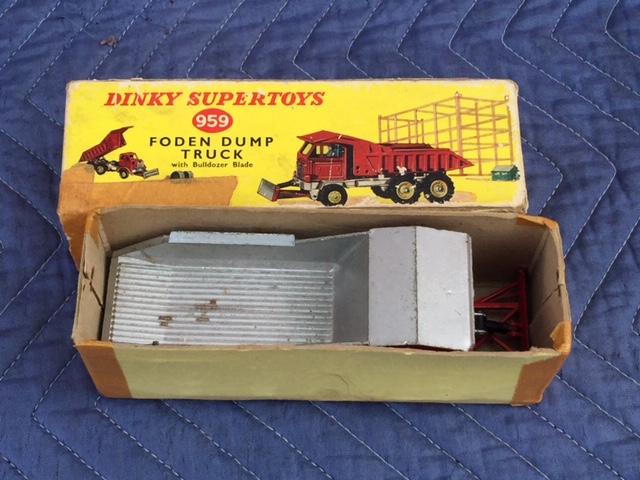 DINKY SUPERTOYS
959
FODEN DUMP
TRUCK
with Bulldozer Blade